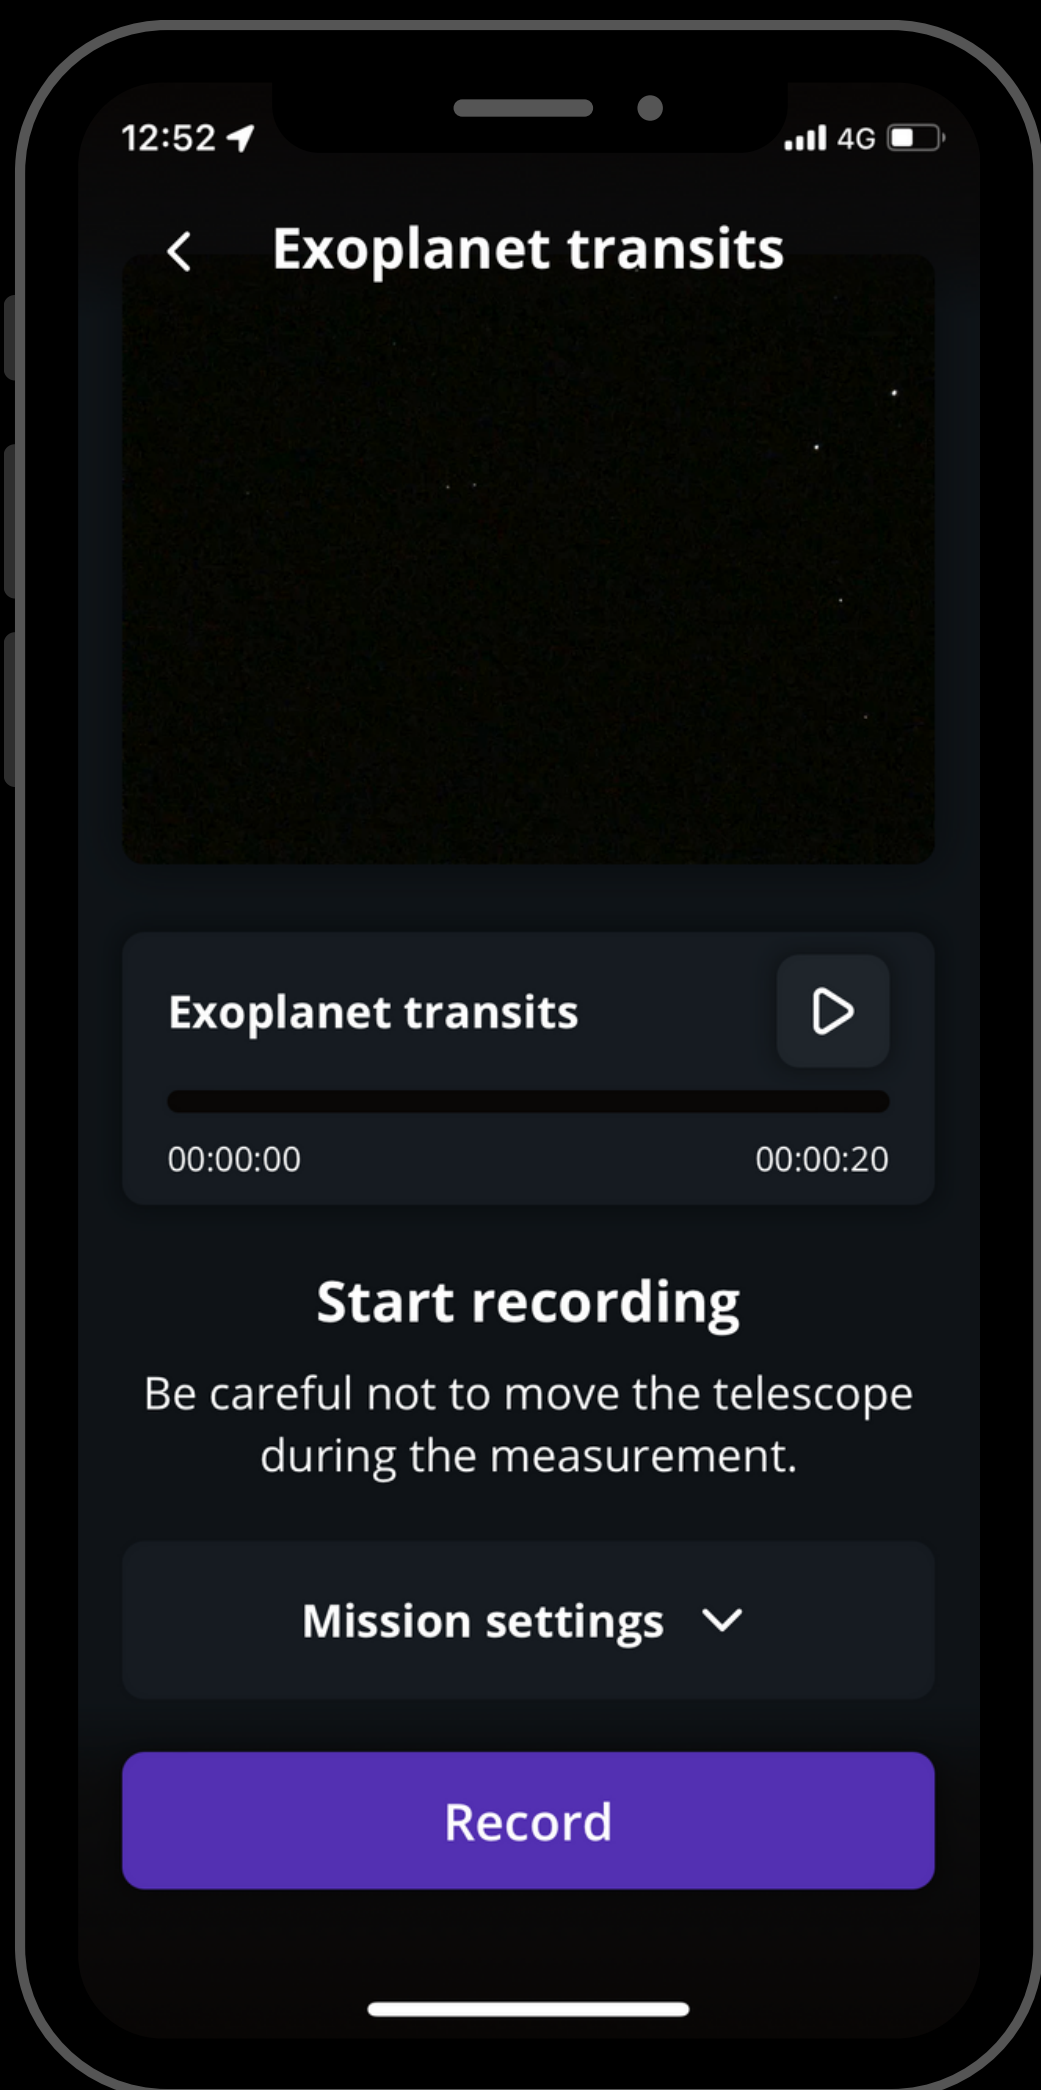 12:52
4G
Exoplanet transits
Exoplanet transits
00:00:00
00:00:20
Start recording
Be careful not to move the telescope
during the measurement.
Mission settings
Record